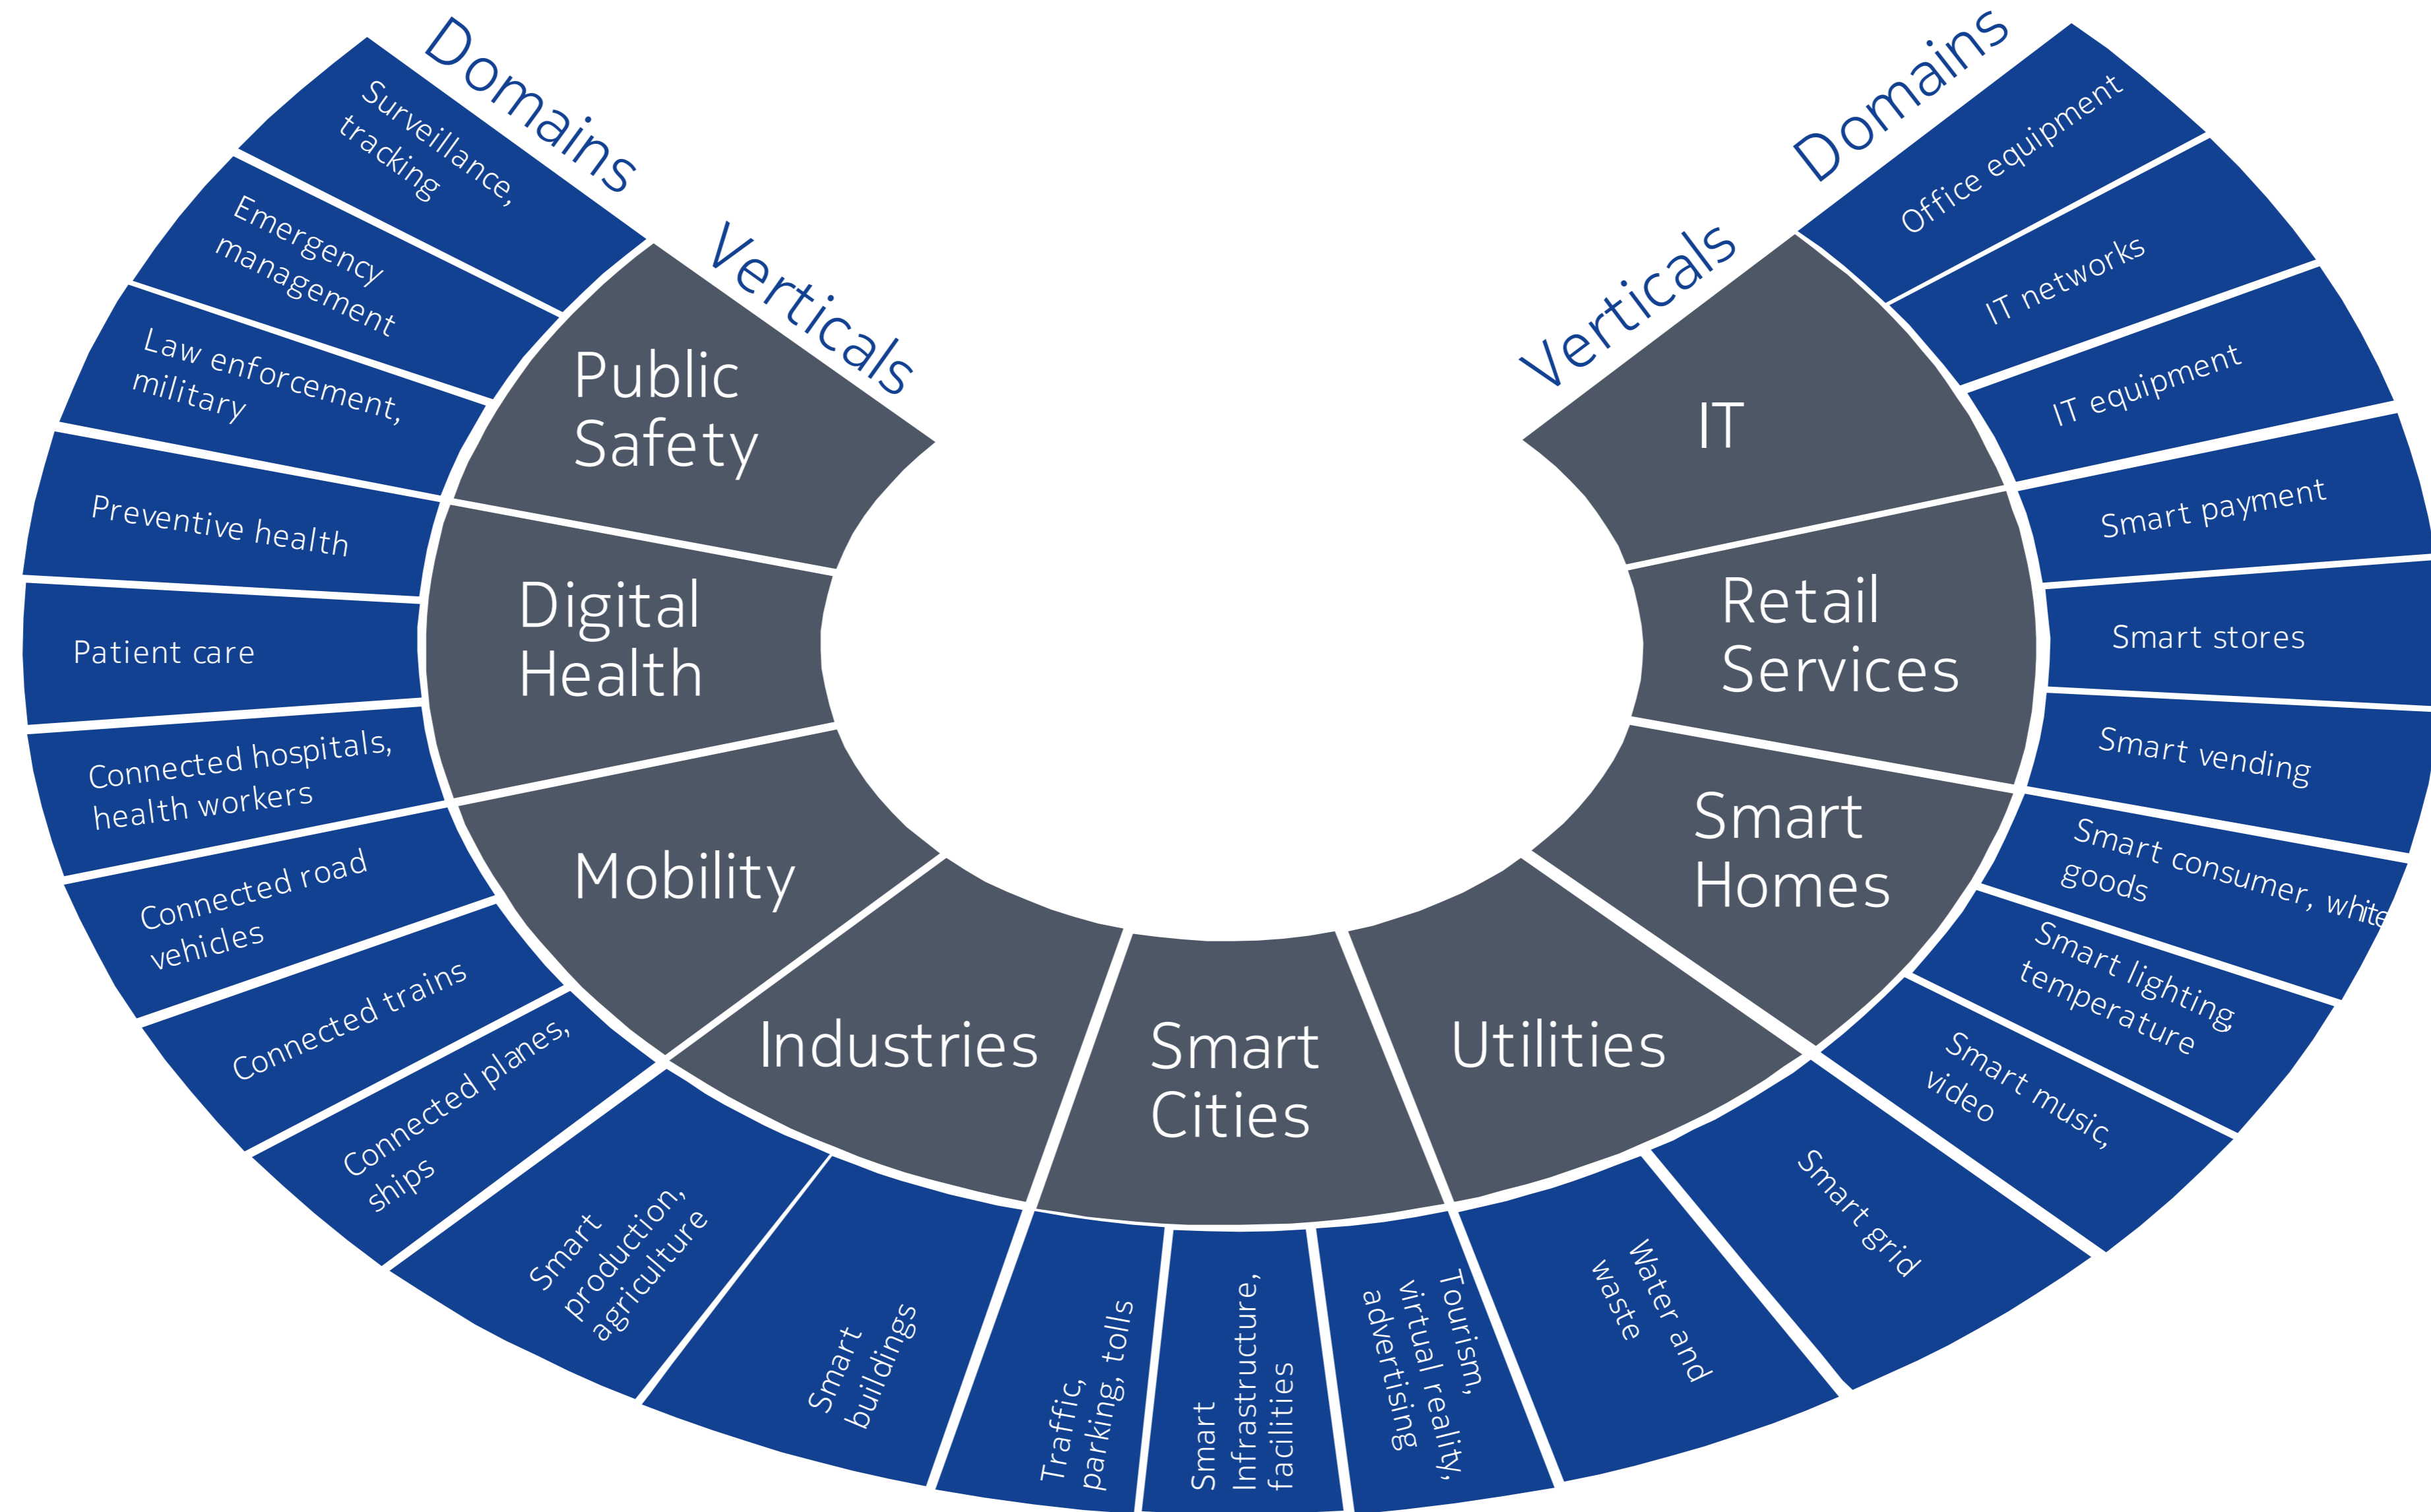 Domains
Verticals
Surveillance,
tracking
Emergency
management
Law enforcement,
military
Public
Safety
Preventive health
Patient care
Connected hospitals,
health workers
Digital
Health
Connected road
vehicles
Connected trains
Connected planes,
ships
Mobility
Smart
production,
agriculture
Smart
buildings
Industries
Traffic,
parking, tolls
Smart
Infrastructure,
facilities
Tourism,
virtual reality,
advertising
Smart
Cities
Water and
waste
Smart grid
Utilities
Smart music,
video
Smart lighting,
temperature
Smart consumer, white
goods
Smart
Homes
Smart vending
Smart stores
Smart payment
Retail
Services
IT equipment
IT networks
Office equipment
IT
Verticals
Domains